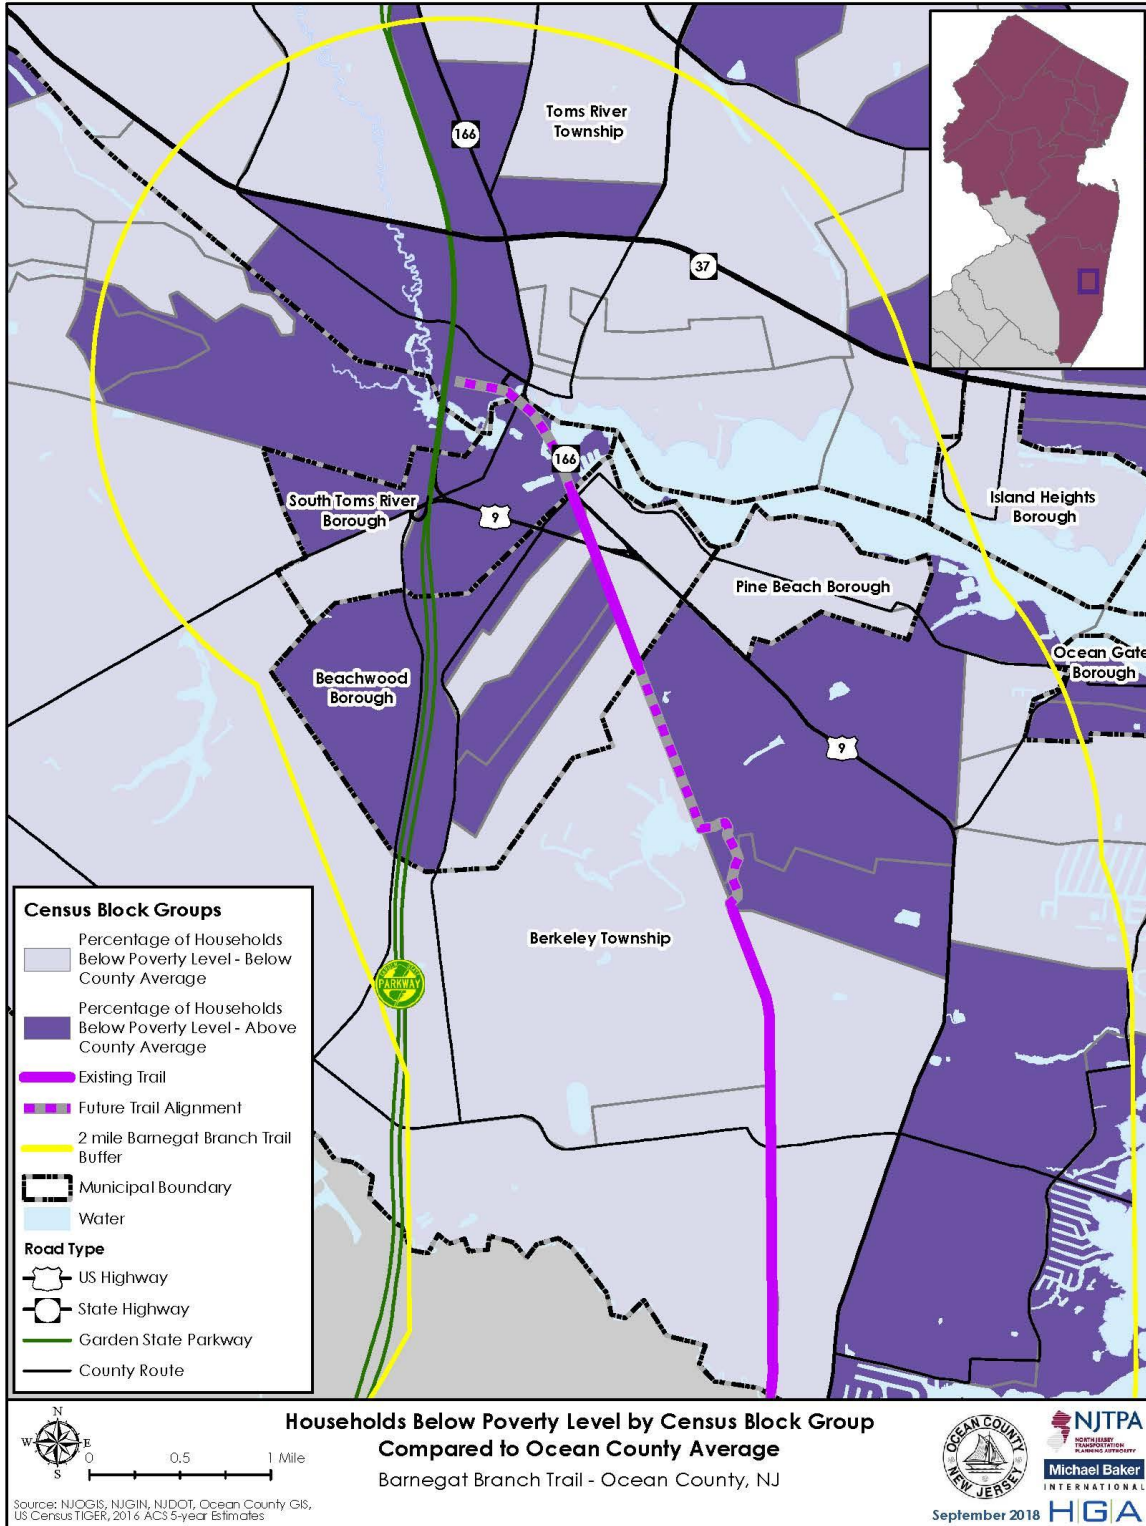 Toms River
Township
166
37
166
South Toms River
Borough
9
Island Heights
Borough
Pine Beach Borough
Ocean Gate
Borough
Beachwood
Borough
9
Berkeley Township
PARKWAY
Census Block Groups
Percentage of Households
Below Poverty Level - Below
County Average
Percentage of Households
Below Poverty Level - Above
County Average
Existing Trail
Future Trail Alignment
2 mile Barnegat Branch Trail
Buffer
Municipal Boundary
Water
Road Type
US Highway
State Highway
Garden State Parkway
County Route
N
W E
S
0 0.5 1 Mile
Source: NJOGIS, NJGIN, NJDOT, Ocean County GIS,
US Census TIGER, 2016 ACS 5-year Estimates
Households Below Poverty Level by Census Block Group
Compared to Ocean County Average
Barnegat Branch Trail - Ocean County, NJ
OCEAN COUNTY
NEW JERSEY
NJTPA
NORTH JERSEY
TRANSPORTATION
PLANNING AUTHORITY
Michael Baker
INTERNATIONAL
September 2018
H|G|A